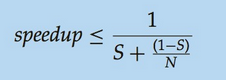 speedup ≤ 1 / (S + (1−S) / N)